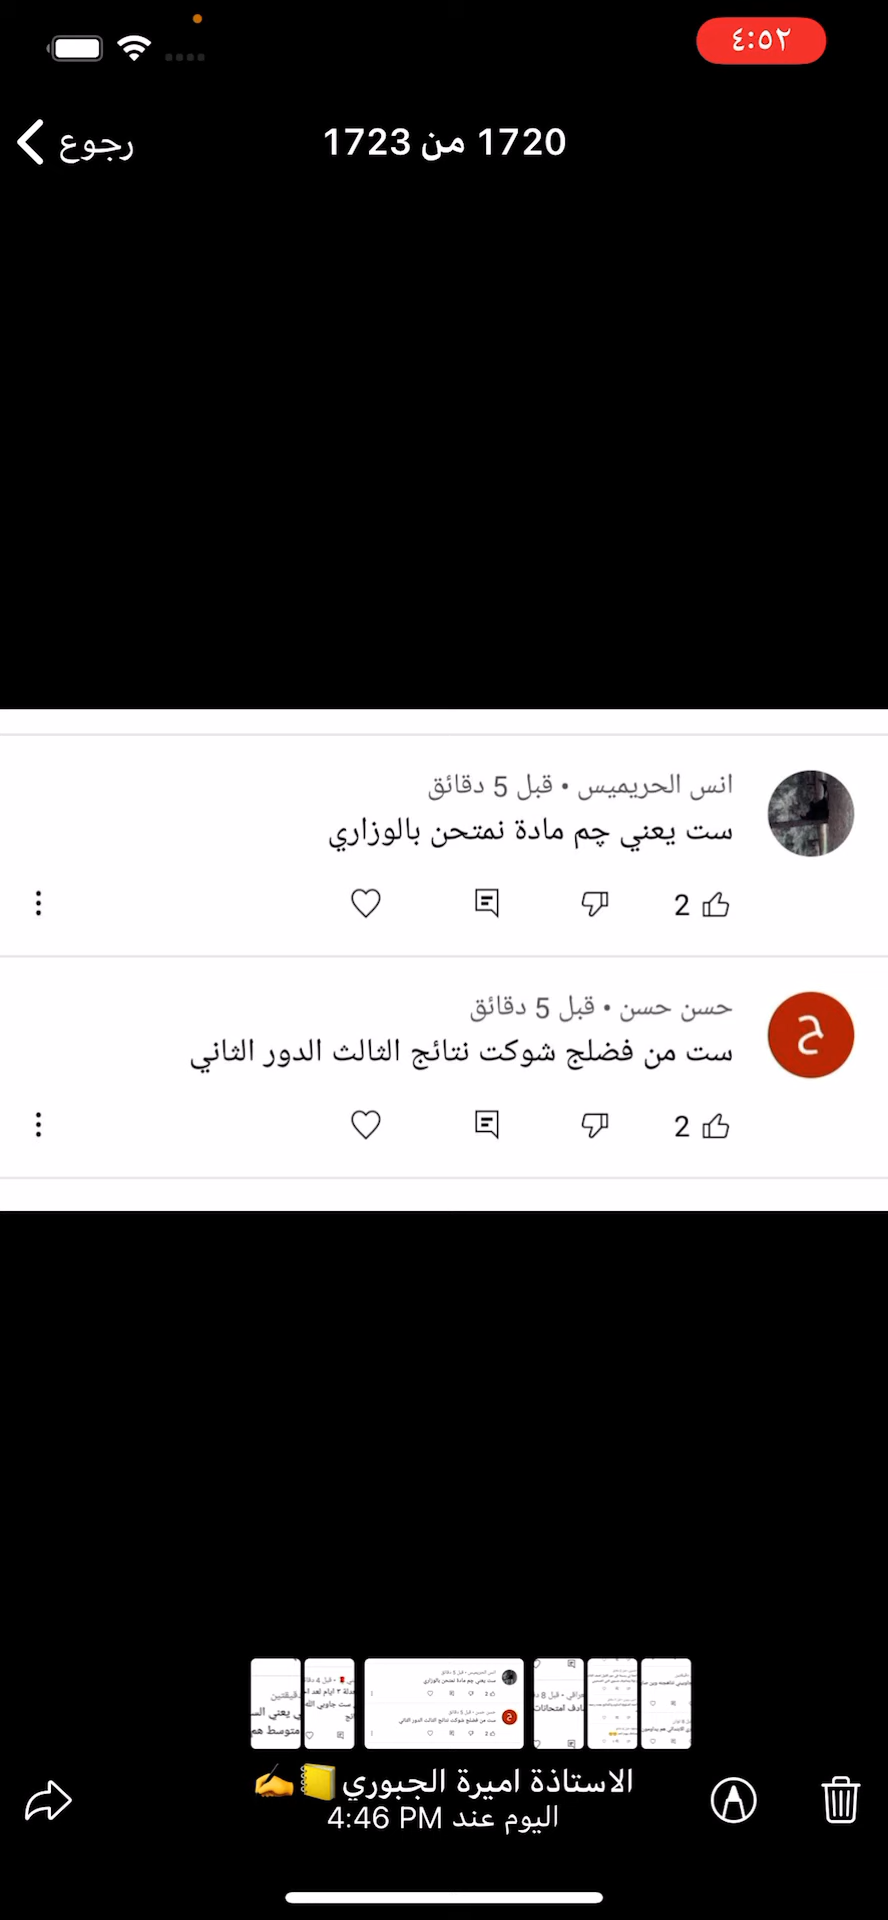 ٤:٥٢
رجوع
1720 من 1723
انس الحريميس • قبل 5 دقائق
ست يعني چم مادة نمتحن بالوزاري
2
حسن حسن • قبل 5 دقائق
ح
ست من فضلج شوكت نتائج الثالث الدور الثاني
2
الاستاذة اميرة الجبوري📒✍️
اليوم عند 4:46 PM